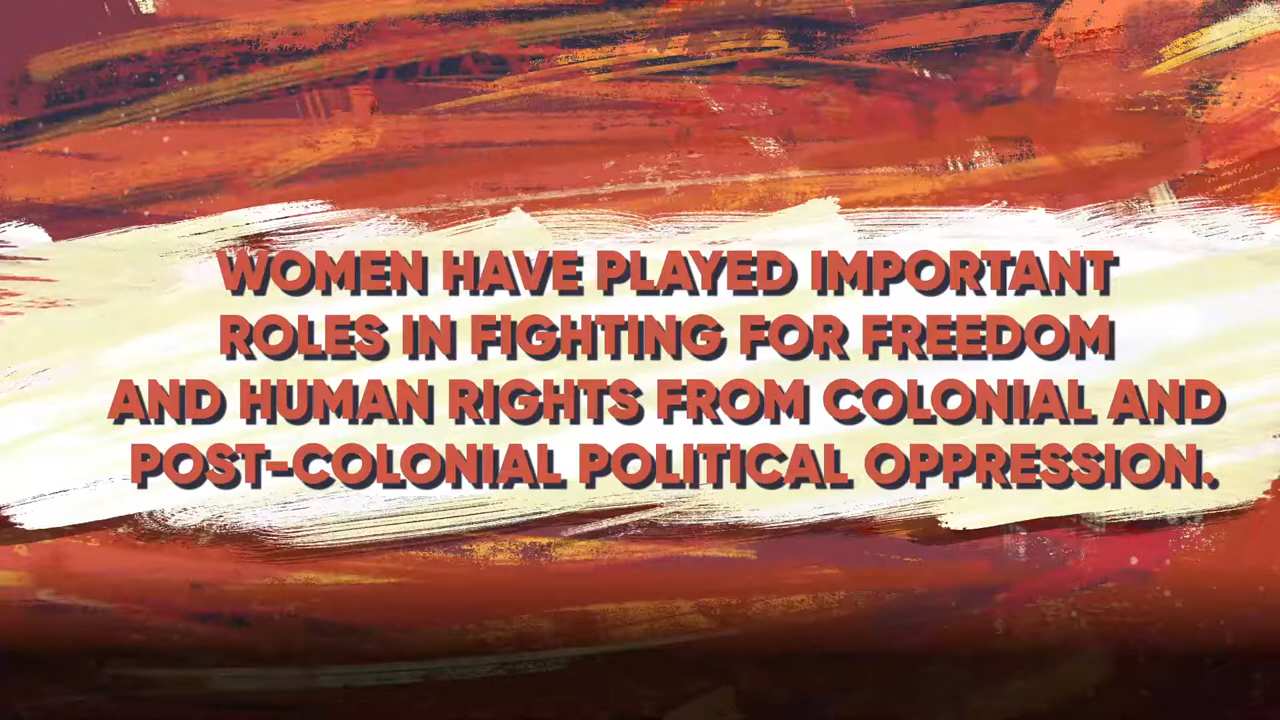 WOMEN HAVE PLAYED IMPORTANT
ROLES IN FIGHTING FOR FREEDOM
AND HUMAN RIGHTS FROM COLONIAL AND
POST-COLONIAL POLITICAL OPPRESSION.